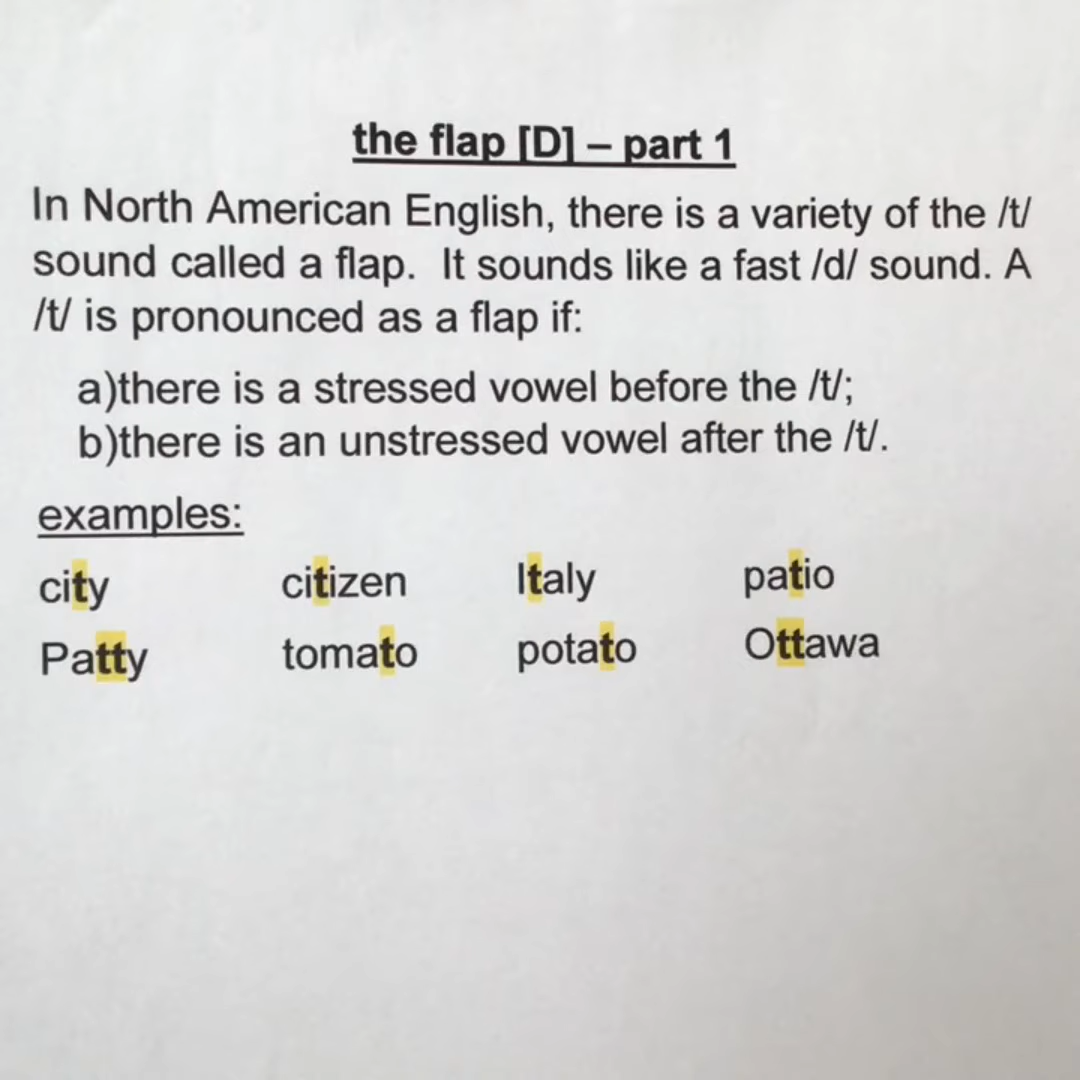 the flap [D] – part 1
In North American English, there is a variety of the /t/
sound called a flap. It sounds like a fast /d/ sound. A
/t/ is pronounced as a flap if:
a)there is a stressed vowel before the /t/;
b)there is an unstressed vowel after the /t/.
examples:
city citizen Italy patio
Patty tomato potato Ottawa